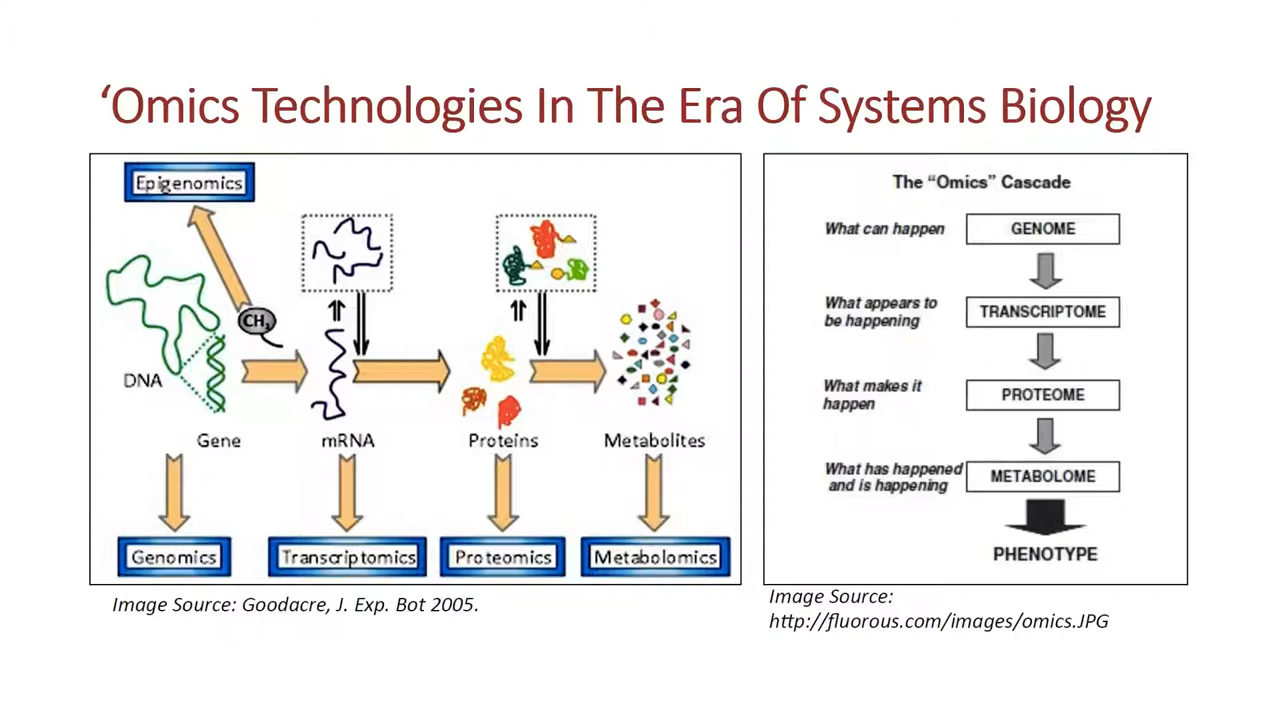 ‘Omics Technologies In The Era Of Systems Biology
Epigenomics
CH3
DNA
Gene
mRNA
Proteins
Metabolites
Genomics
Transcriptomics
Proteomics
Metabolomics
Image Source: Goodacre, J. Exp. Bot 2005.
The “Omics” Cascade
What can happen
GENOME
What appears to
be happening
TRANSCRIPTOME
What makes it
happen
PROTEOME
What has happened
and is happening
METABOLOME
PHENOTYPE
Image Source:
http://fluorous.com/images/omics.JPG